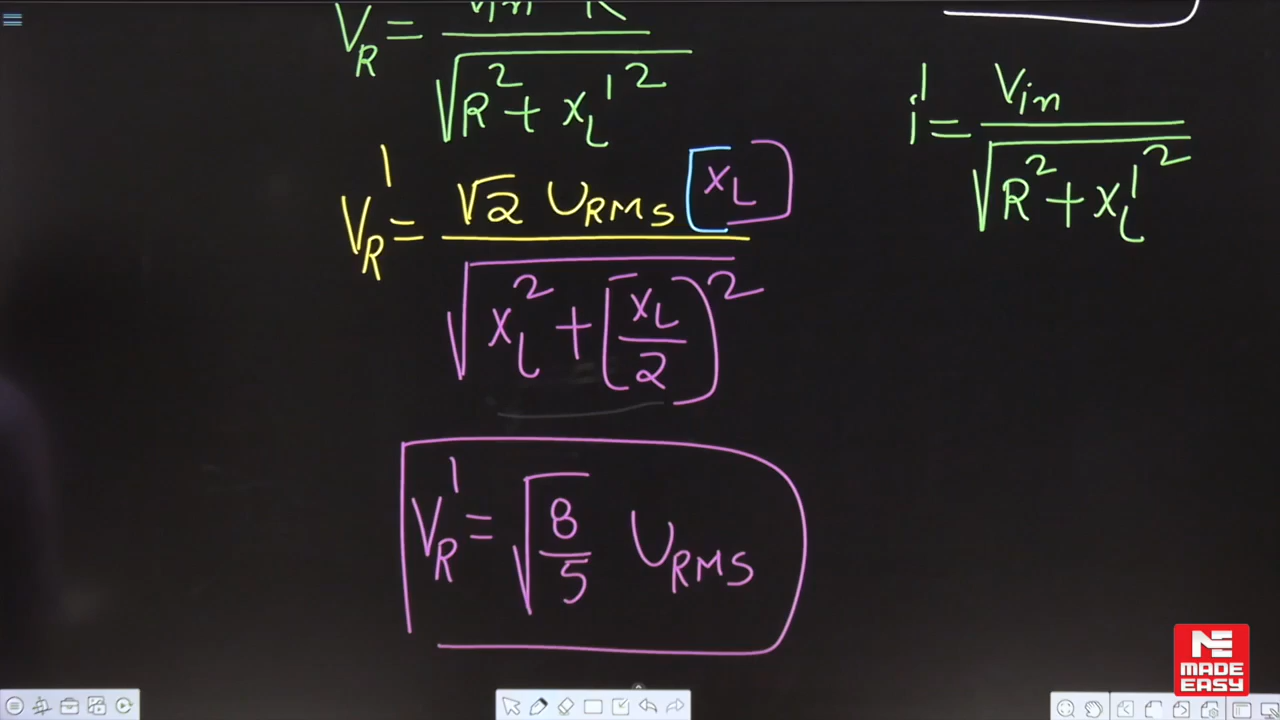 V_R = V_in R / √(R² + X_L'²)
i' = V_in / √(R² + X_L'²)
V_R' = √2 U_RMS [X_L] / √(X_L² + [X_L/2]²)
V_R' = √(8/5) U_RMS
MADE EASY